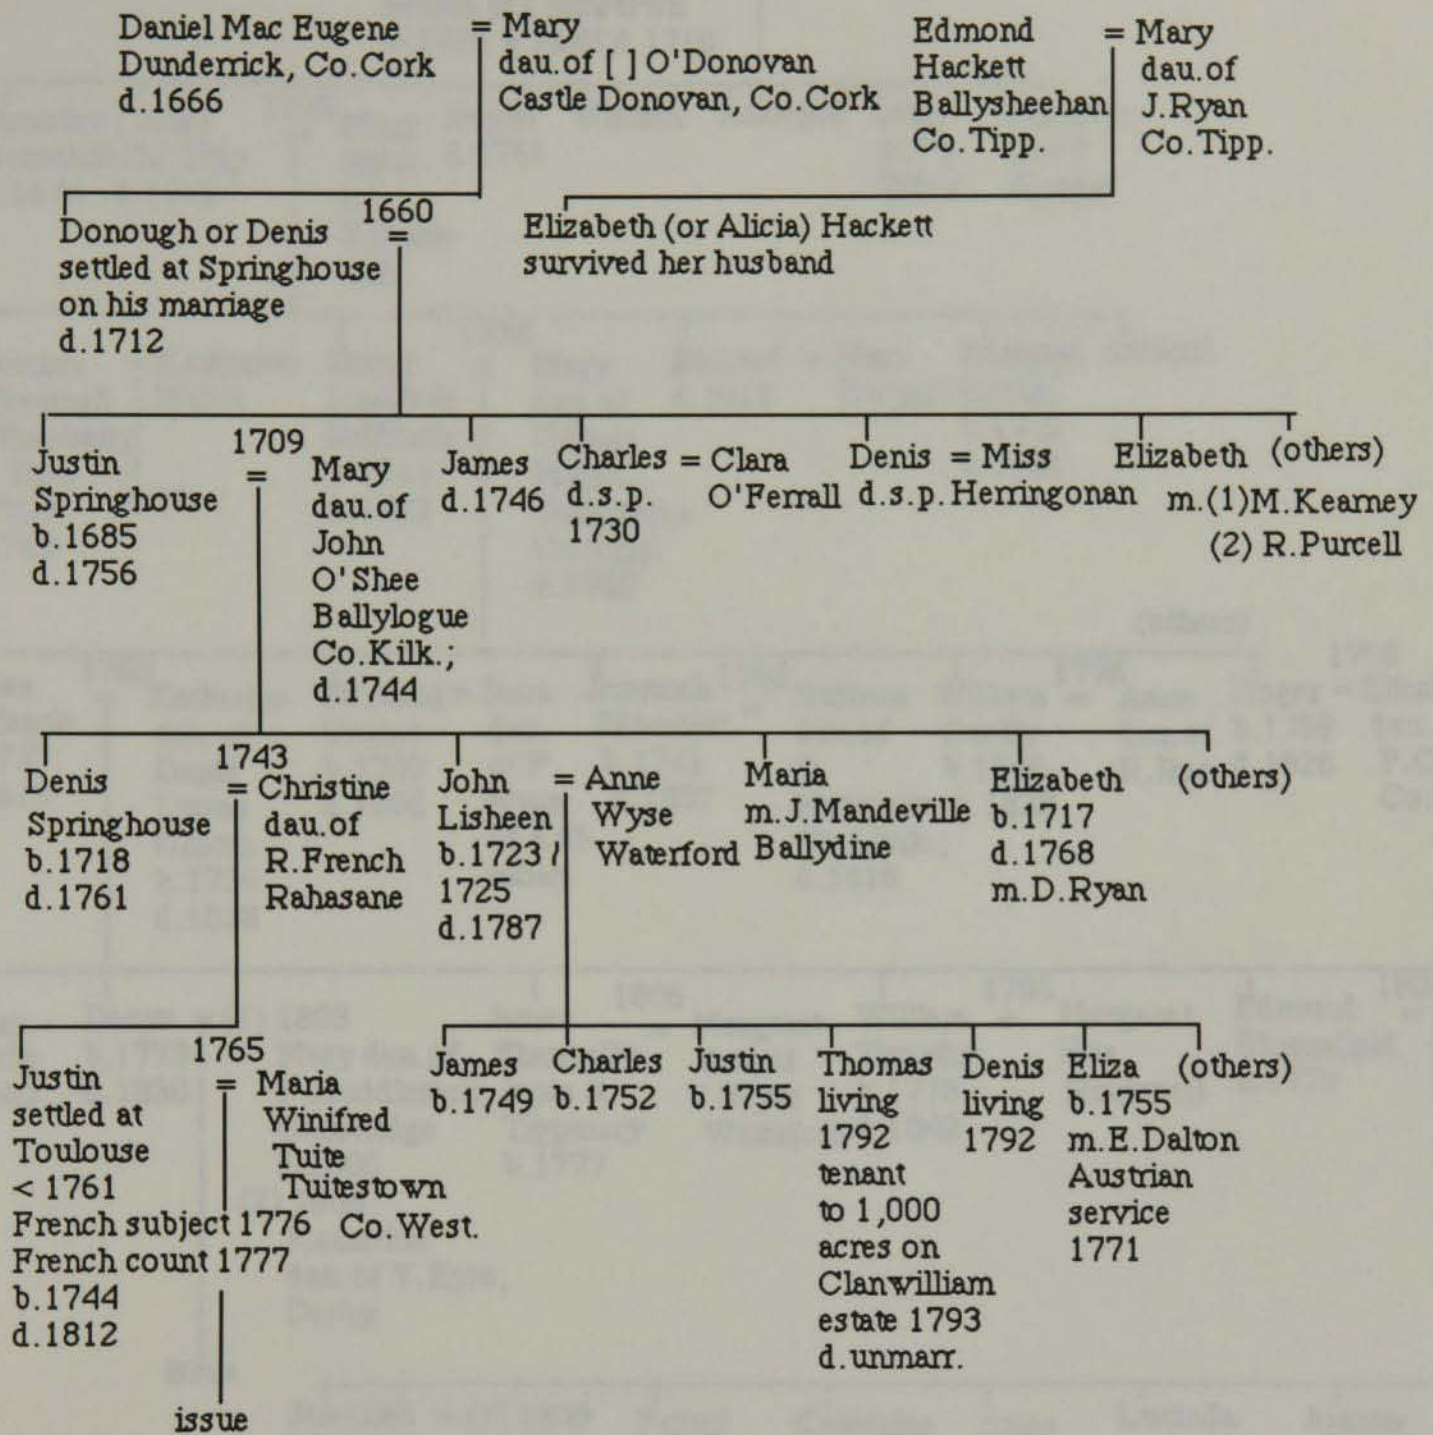 Daniel Mac Eugene
Dunderrick, Co.Cork
d.1666
= Mary
dau.of [ ] O'Donovan
Castle Donovan, Co.Cork
Edmond
Hackett
Ballysheehan
Co.Tipp.
= Mary
dau.of
J.Ryan
Co.Tipp.
Donough or Denis
settled at Springhouse
on his marriage
d.1712
1660
=
Elizabeth (or Alicia) Hackett
survived her husband
Justin
Springhouse
b.1685
d.1756
1709
=
Mary
dau.of
John
O'Shee
Ballylogue
Co.Kilk.;
d.1744
James
d.1746
Charles = Clara
d.s.p. O'Ferrall
1730
Denis = Miss
d.s.p. Herringonan
Elizabeth
m.(1)M.Kearney
(2) R.Purcell
(others)
Denis
Springhouse
b.1718
d.1761
1743
= Christine
dau.of
R.French
Rahasane
John
Lisheen
b.1723/
1725
d.1787
= Anne
Wyse
Waterford
Maria
m.J.Mandeville
Ballydine
Elizabeth
b.1717
d.1768
m.D.Ryan
(others)
Justin
settled at
Toulouse
< 1761
French subject 1776
French count 1777
b.1744
d.1812
1765
= Maria
Winifred
Tuite
Tuitestown
Co.West.
issue
James
b.1749
Charles
b.1752
Justin
b.1755
Thomas
living
1792
tenant
to 1,000
acres on
Clanwilliam
estate 1793
d.unmarr.
Denis
living
1792
Eliza
b.1755
m.E.Dalton
Austrian
service
1771
(others)